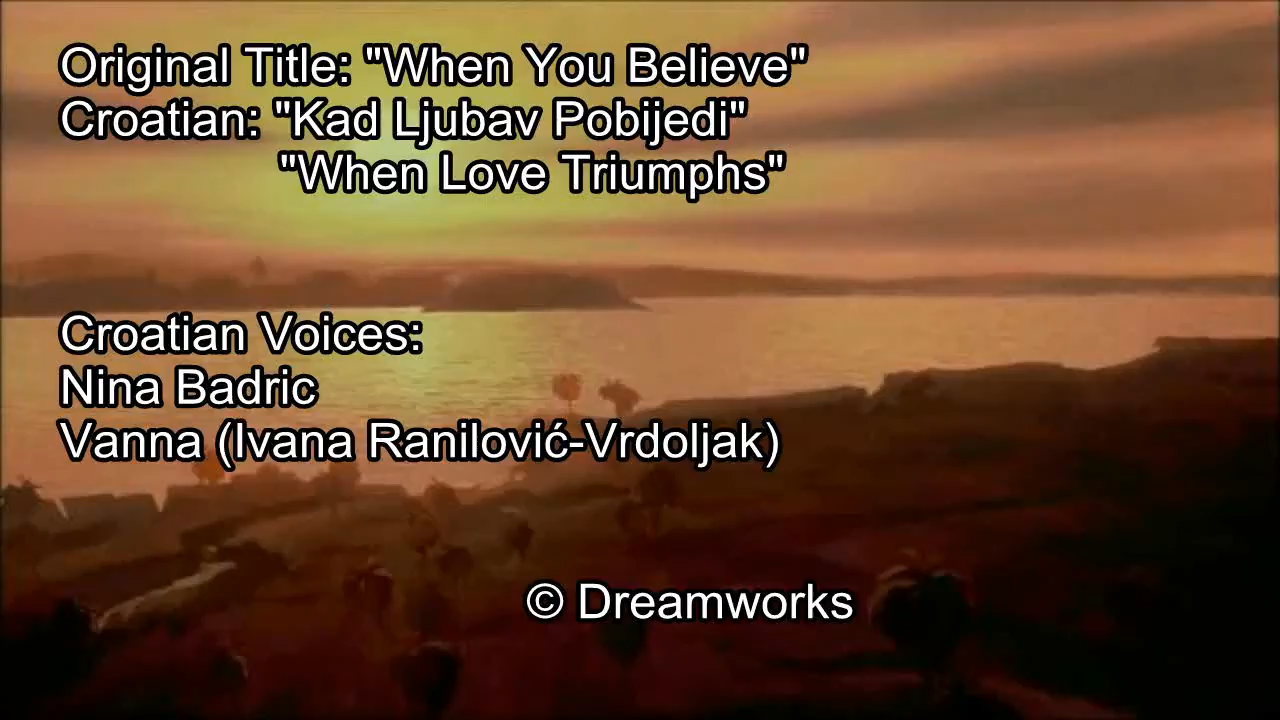 Original Title: "When You Believe"
Croatian: "Kad Ljubav Pobijedi"
"When Love Triumphs"
Croatian Voices:
Nina Badric
Vanna (Ivana Ranilović-Vrdoljak)
© Dreamworks